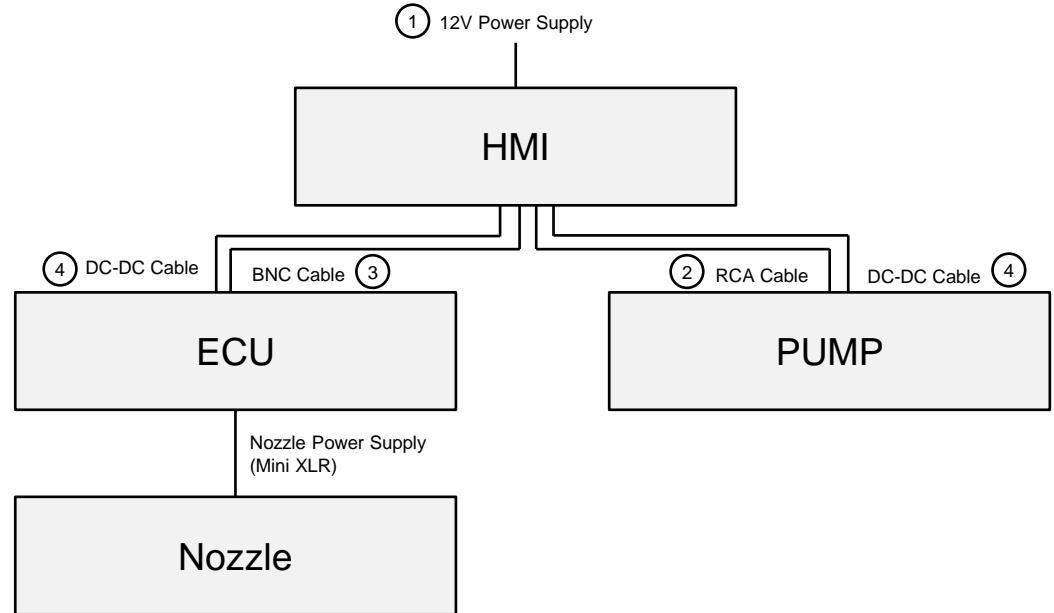 1 12V Power Supply
HMI
4 DC-DC Cable
BNC Cable 3
2 RCA Cable
DC-DC Cable 4
ECU
PUMP
Nozzle Power Supply
(Mini XLR)
Nozzle